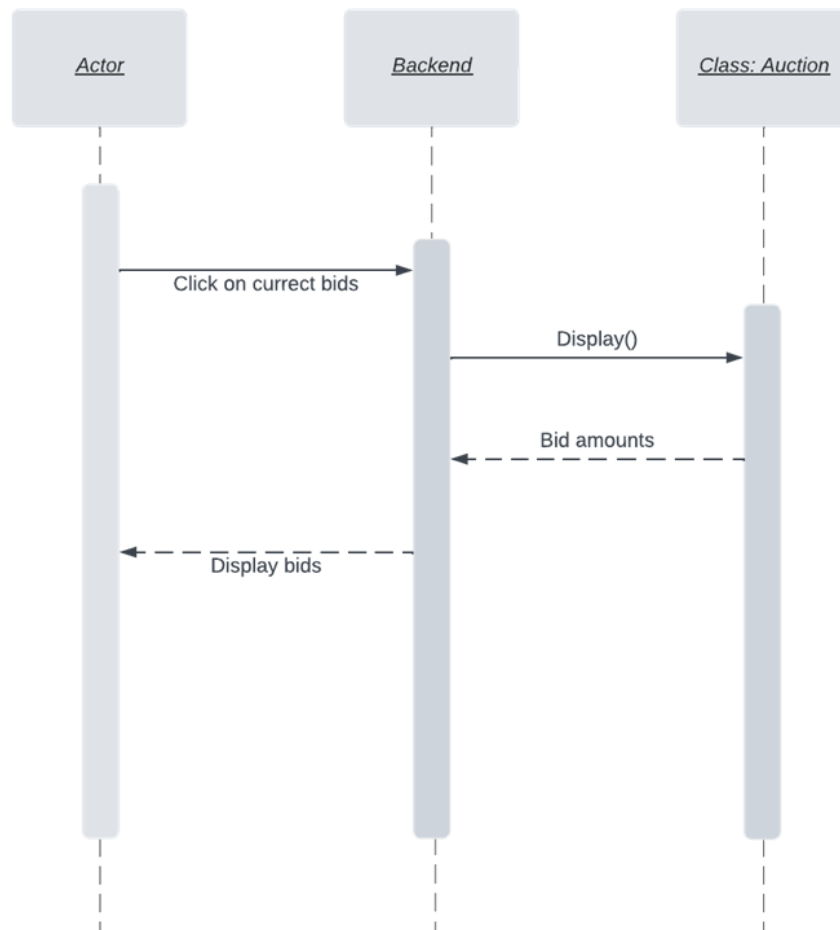 Actor
Backend
Class: Auction
Click on currect bids
Display()
Bid amounts
Display bids